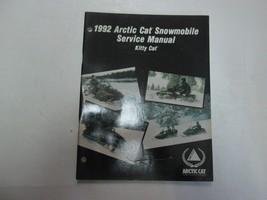 1992 Arctic Cat Snowmobile
Service Manual
Kitty Cat
ARCTIC CAT